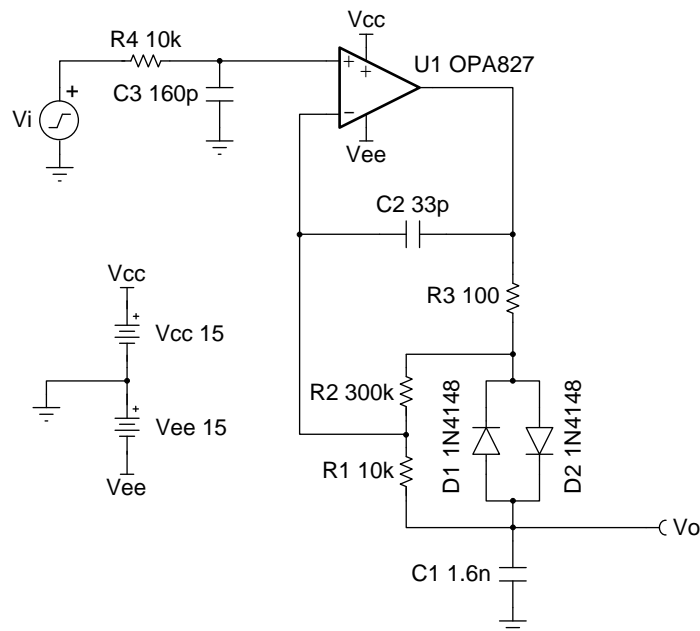 Vcc
R4 10k
U1 OPA827
+
+
+
C3 160p
Vi
−
Vee
C2 33p
Vcc
R3 100
+
Vcc 15
R2 300k
D1 1N4148
D2 1N4148
+
Vee 15
R1 10k
Vee
Vo
C1 1.6n